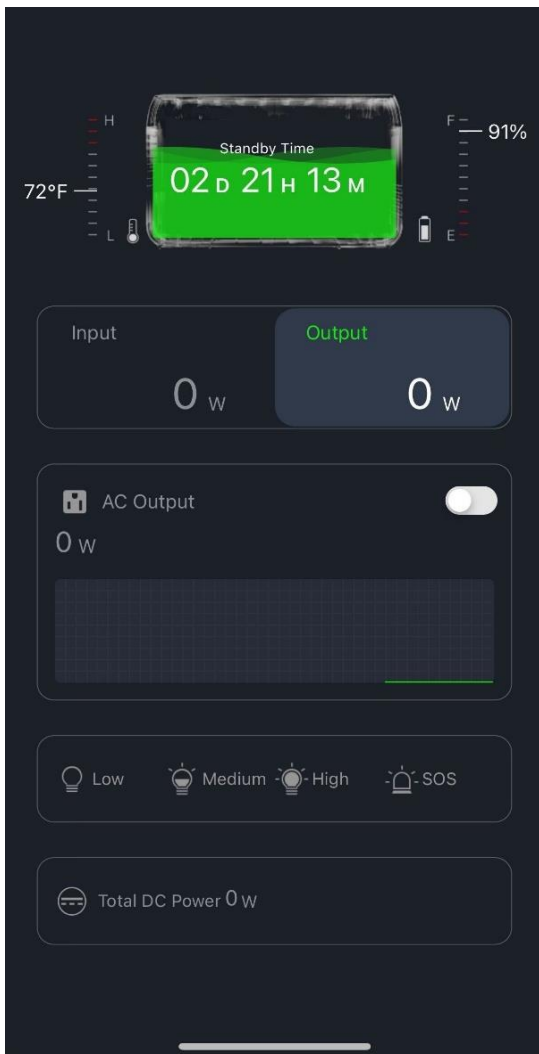 H
F
91%
Standby Time
72°F
02 D 21 H 13 M
L
E
Input
Output
0 W
0 W
AC Output
0 W
Low
Medium
High
SOS
Total DC Power 0 W